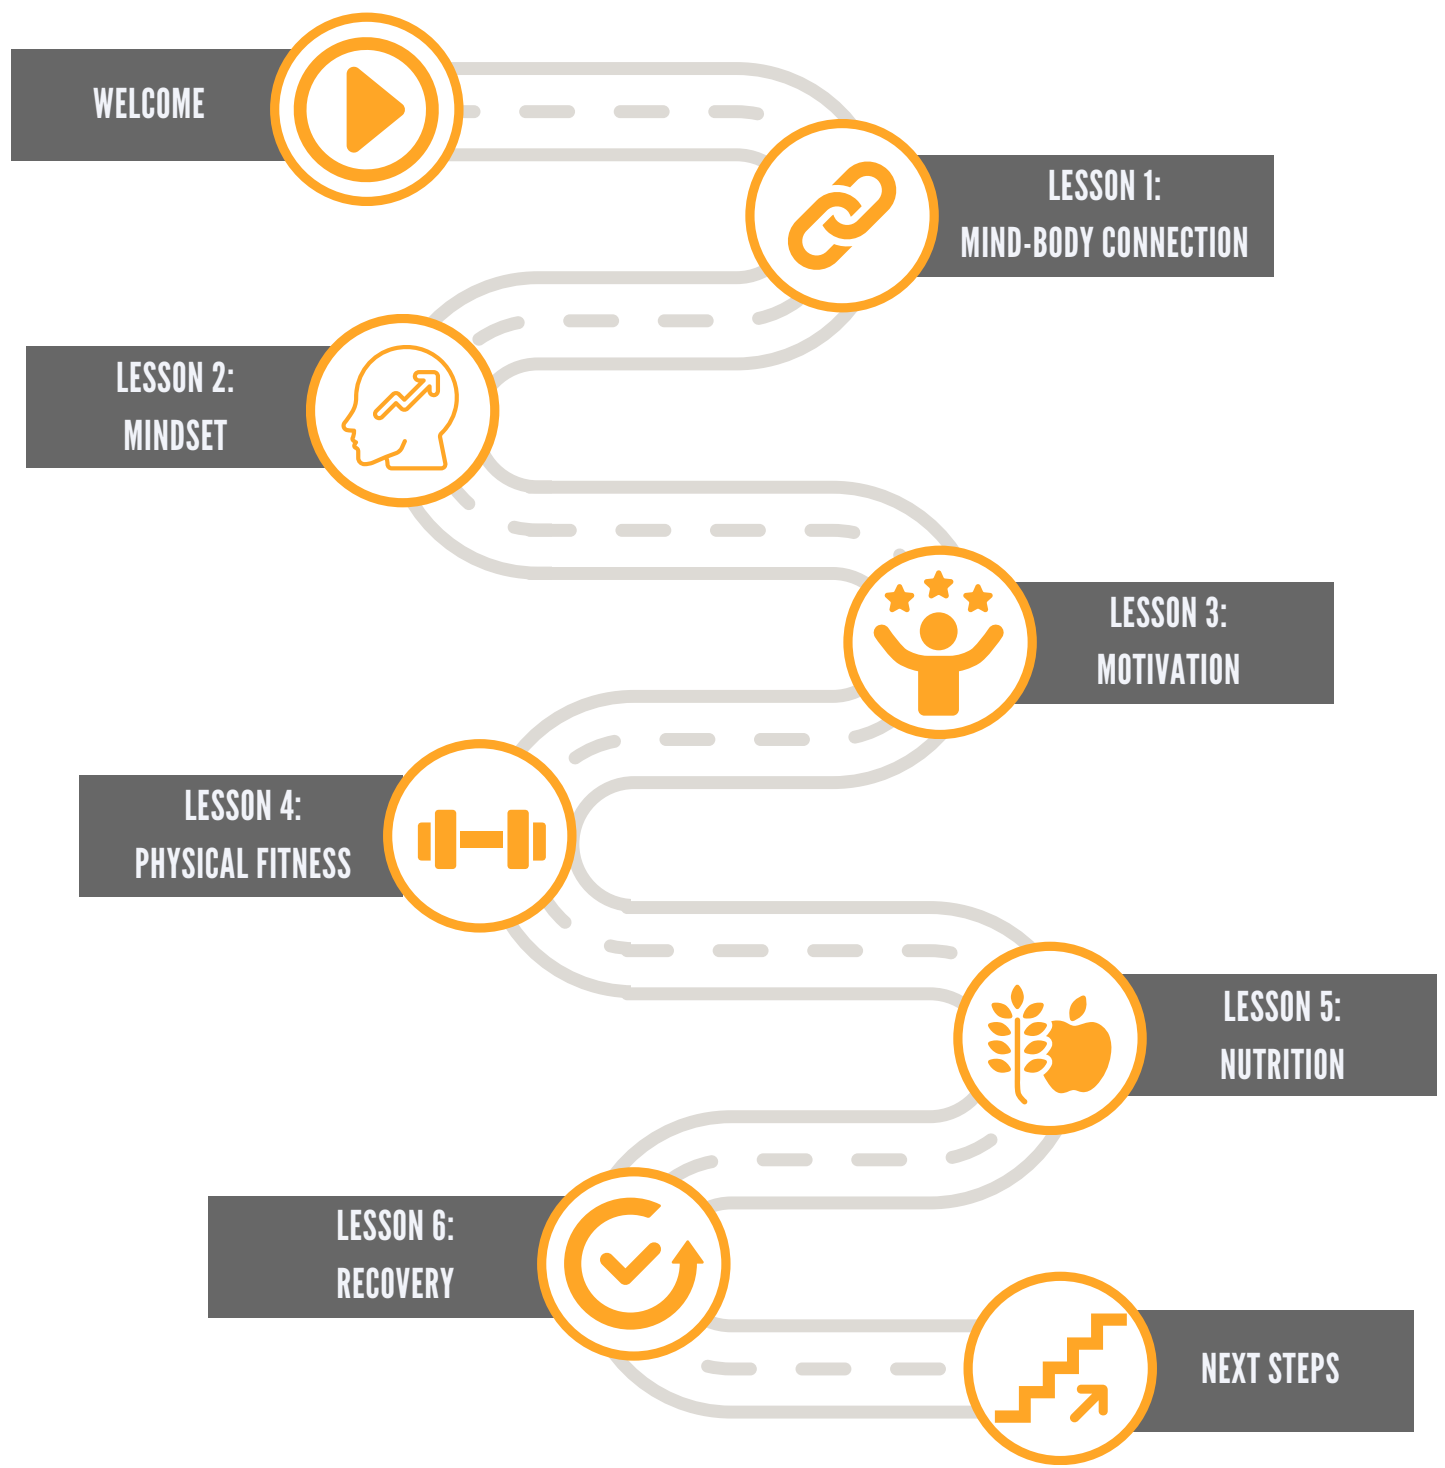 WELCOME
LESSON 1:
MIND-BODY CONNECTION
LESSON 2:
MINDSET
LESSON 3:
MOTIVATION
LESSON 4:
PHYSICAL FITNESS
LESSON 5:
NUTRITION
LESSON 6:
RECOVERY
NEXT STEPS